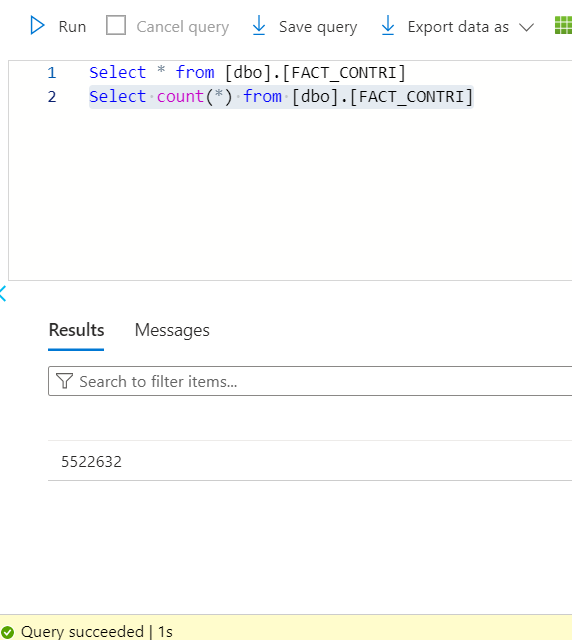 Run Cancel query Save query Export data as
1 Select * from [dbo].[FACT_CONTRI]
2 Select count(*) from [dbo].[FACT_CONTRI]
Results Messages
Search to filter items...
5522632
Query succeeded | 1s